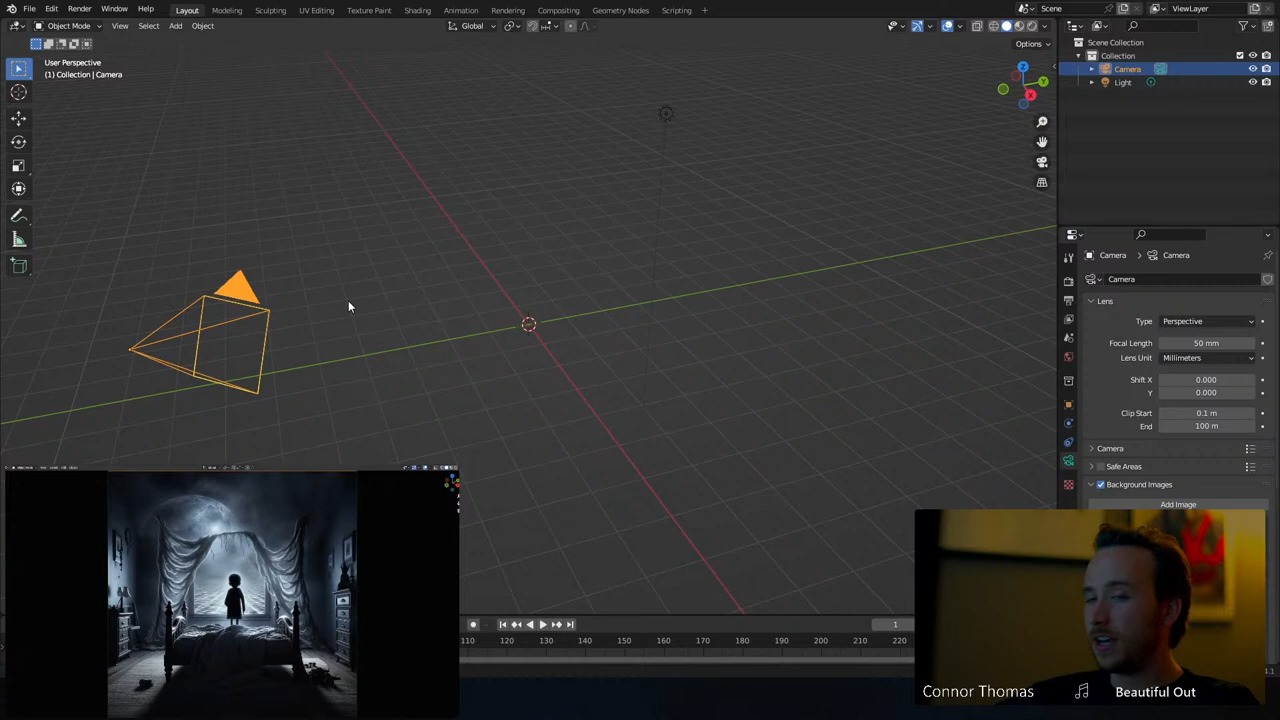 File Edit Render Window Help Layout Modeling Sculpting UV Editing Texture Paint Shading Animation Rendering Compositing Geometry Nodes Scripting + Scene ViewLayer
Object Mode View Select Add Object Global
Options
User Perspective
(1) Collection | Camera
Scene Collection
Collection
Camera
Light
Z
Y
X
Camera > Camera
Camera
Lens
Type Perspective
Focal Length 50 mm
Lens Unit Millimeters
Shift X 0.000
Y 0.000
Clip Start 0.1 m
End 100 m
Camera
Safe Areas
Background Images
Add Image
1
110 120 130 140 150 160 170 180 190 200 210 220
Connor Thomas Beautiful Out